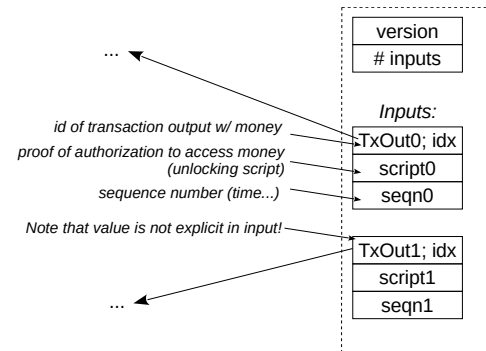 version
# inputs
...
Inputs:
id of transaction output w/ money
TxOut0; idx
proof of authorization to access money
(unlocking script)
script0
sequence number (time...)
seqn0
Note that value is not explicit in input!
TxOut1; idx
script1
...
seqn1